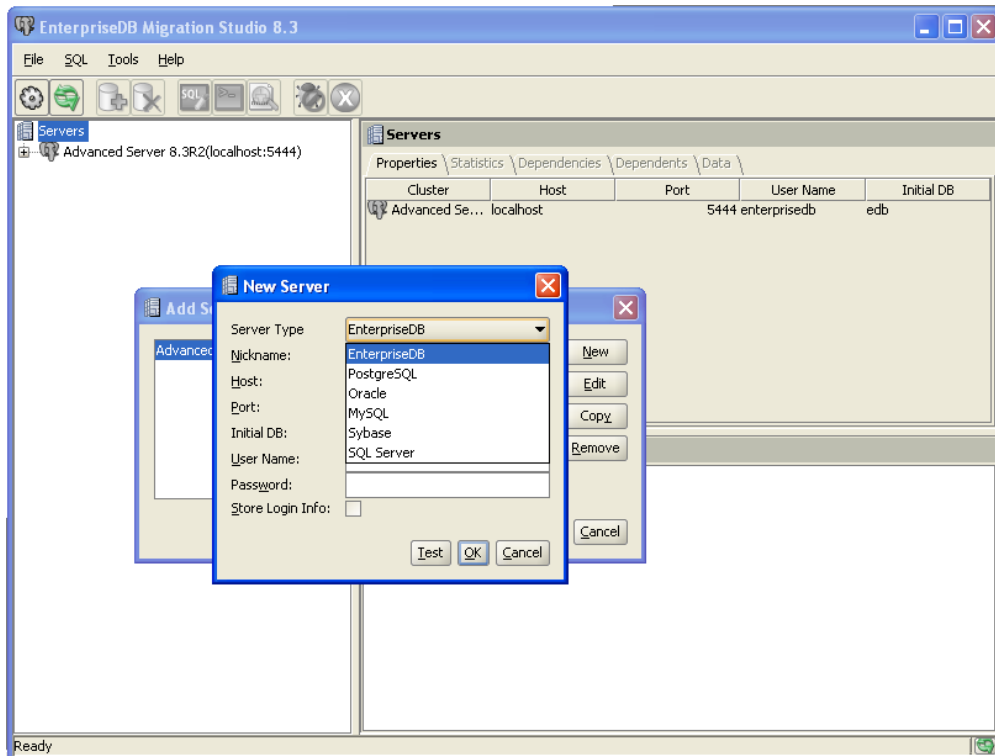 EnterpriseDB Migration Studio 8.3
File SQL Tools Help
SQL
Servers
Advanced Server 8.3R2(localhost:5444)
Servers
Properties Statistics Dependencies Dependents Data
Cluster Host Port User Name Initial DB
Advanced Se... localhost 5444 enterprisedb edb
Add S
Advanced
New
Edit
Copy
Remove
Cancel
New Server
Server Type EnterpriseDB
EnterpriseDB
PostgreSQL
Oracle
MySQL
Sybase
SQL Server
Nickname:
Host:
Port:
Initial DB:
User Name:
Password:
Store Login Info:
Test OK Cancel
Ready